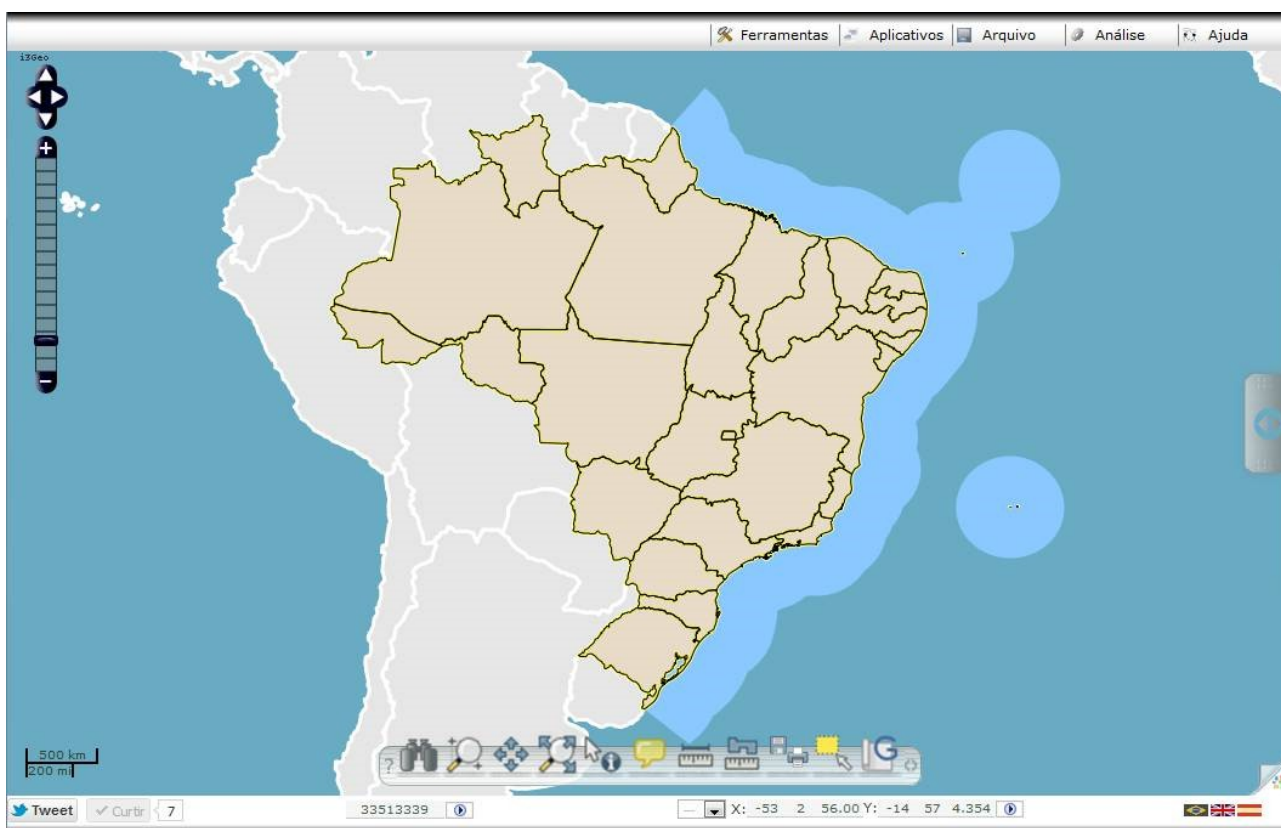 Ferramentas Aplicativos Arquivo Análise Ajuda
i3Geo
500 km
200 mi
?
G
Tweet Curtir 7 33513339 X: -53 2 56.00 Y: -14 57 4.354